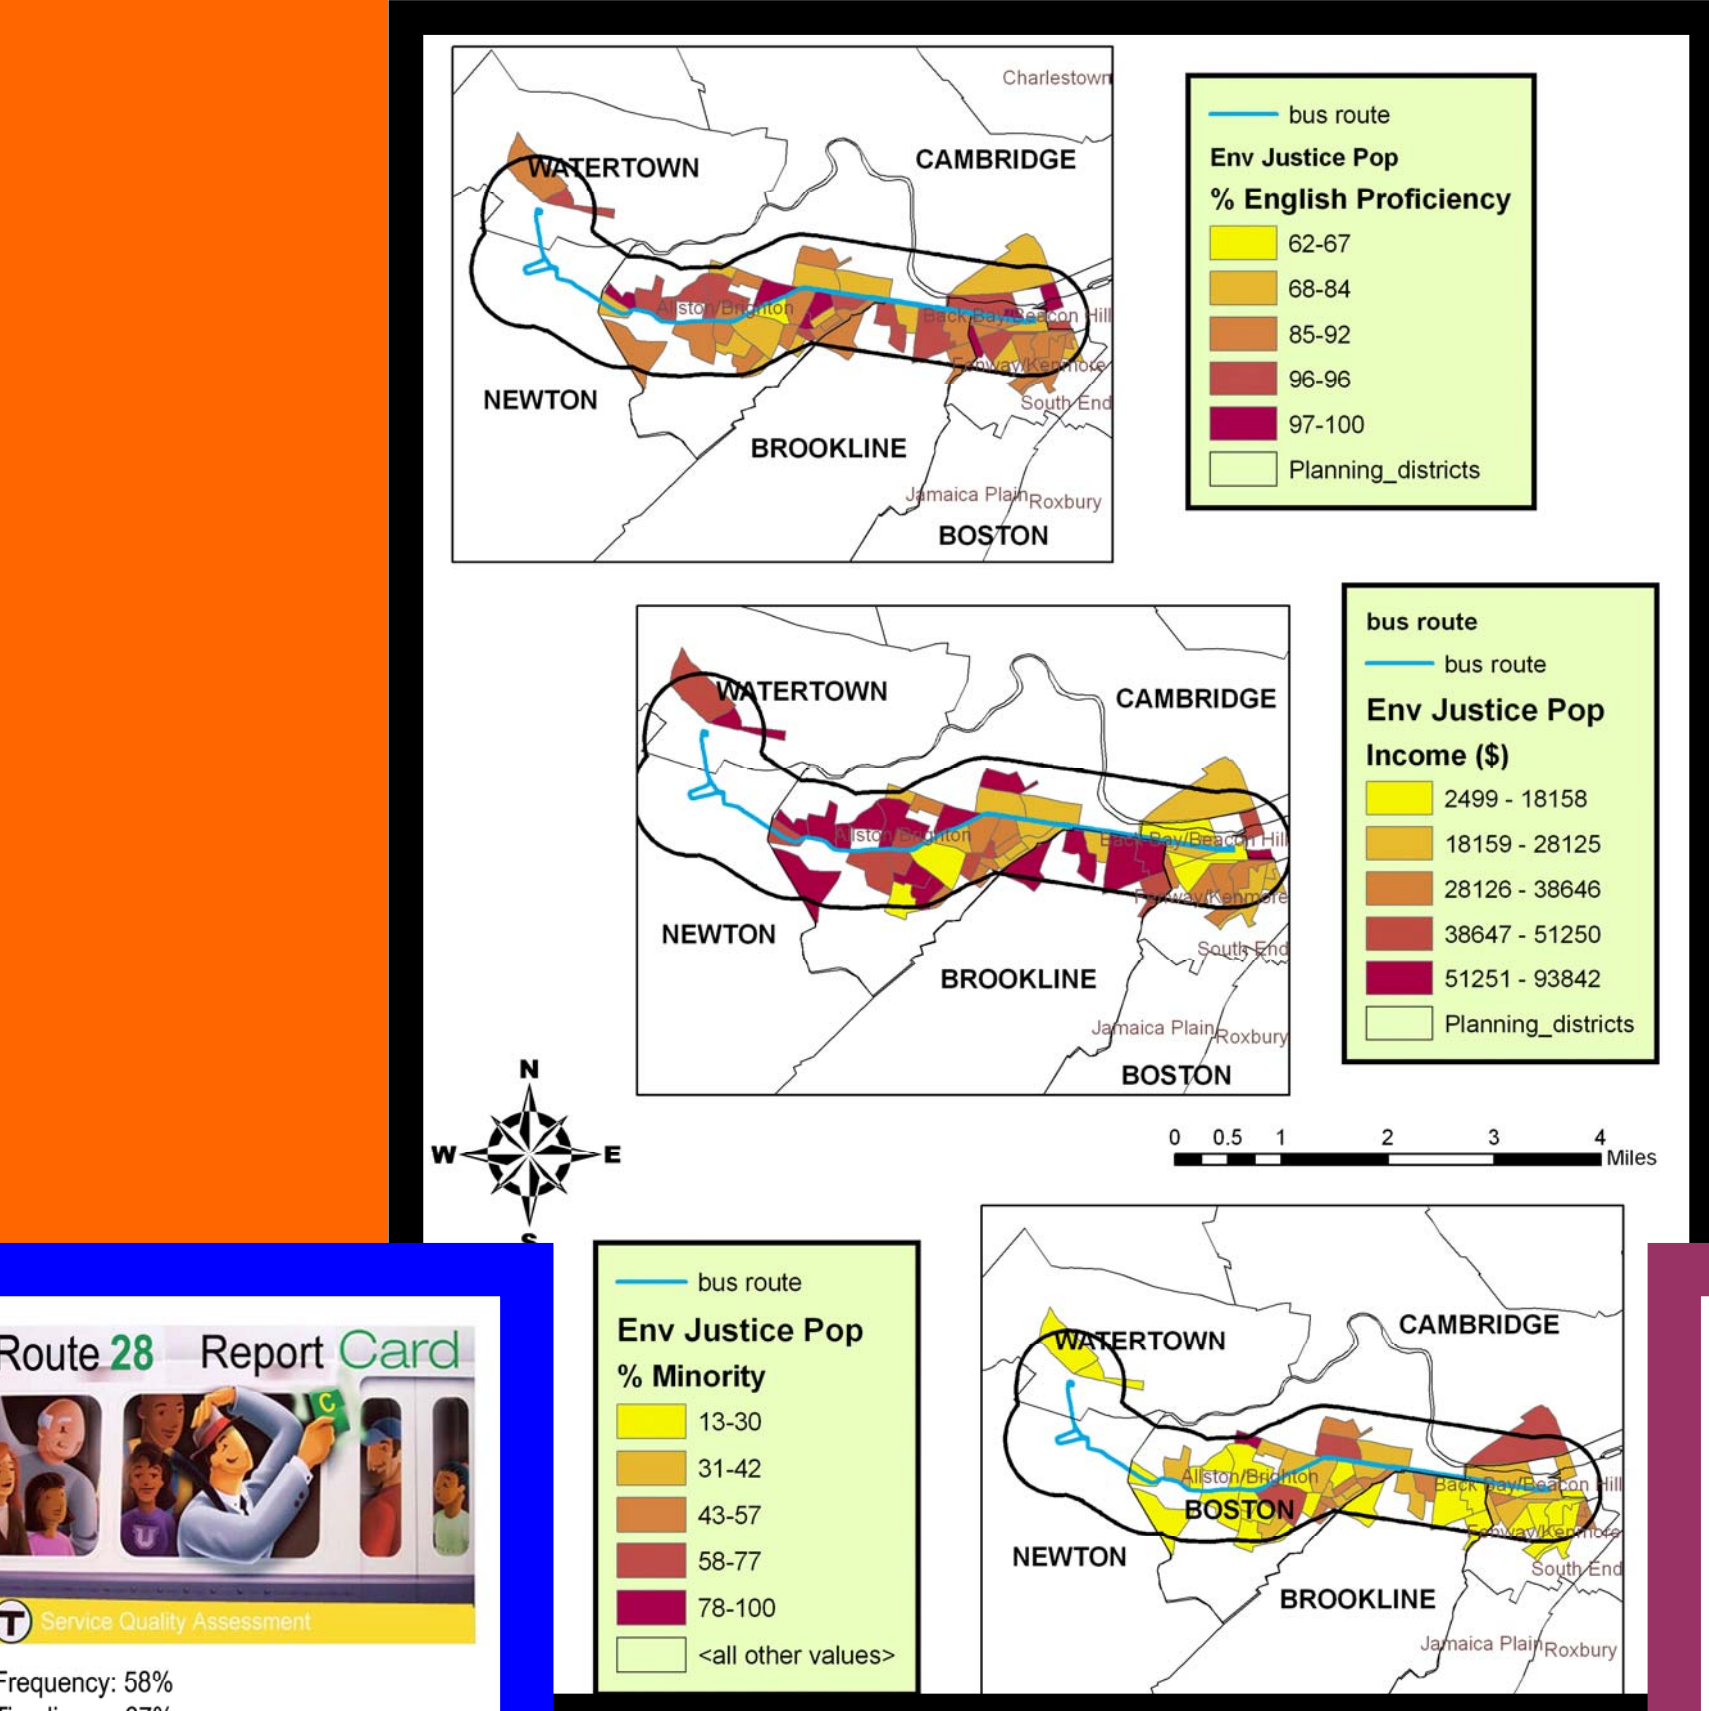 Charlestown
CAMBRIDGE
WATERTOWN
Allston/Brighton
Back Bay/Beacon Hill
Fenway/Kenmore
South End
NEWTON
BROOKLINE
Jamaica Plain
Roxbury
BOSTON
bus route
Env Justice Pop
% English Proficiency
62-67
68-84
85-92
96-96
97-100
Planning_districts
WATERTOWN
CAMBRIDGE
Allston/Brighton
Back Bay/Beacon Hill
Fenway/Kenmore
NEWTON
South End
BROOKLINE
Jamaica Plain
Roxbury
BOSTON
bus route
bus route
Env Justice Pop
Income ($)
2499 - 18158
18159 - 28125
28126 - 38646
38647 - 51250
51251 - 93842
Planning_districts
N
W E
S
0 0.5 1 2 3 4
Miles
bus route
Env Justice Pop
% Minority
13-30
31-42
43-57
58-77
78-100
<all other values>
CAMBRIDGE
WATERTOWN
Allston/Brighton
Back Bay/Beacon Hill
BOSTON
Fenway/Kenmore
NEWTON
South End
BROOKLINE
Jamaica Plain
Roxbury
Route 28 Report Card
C
U
T Service Quality Assessment
Frequency: 58%